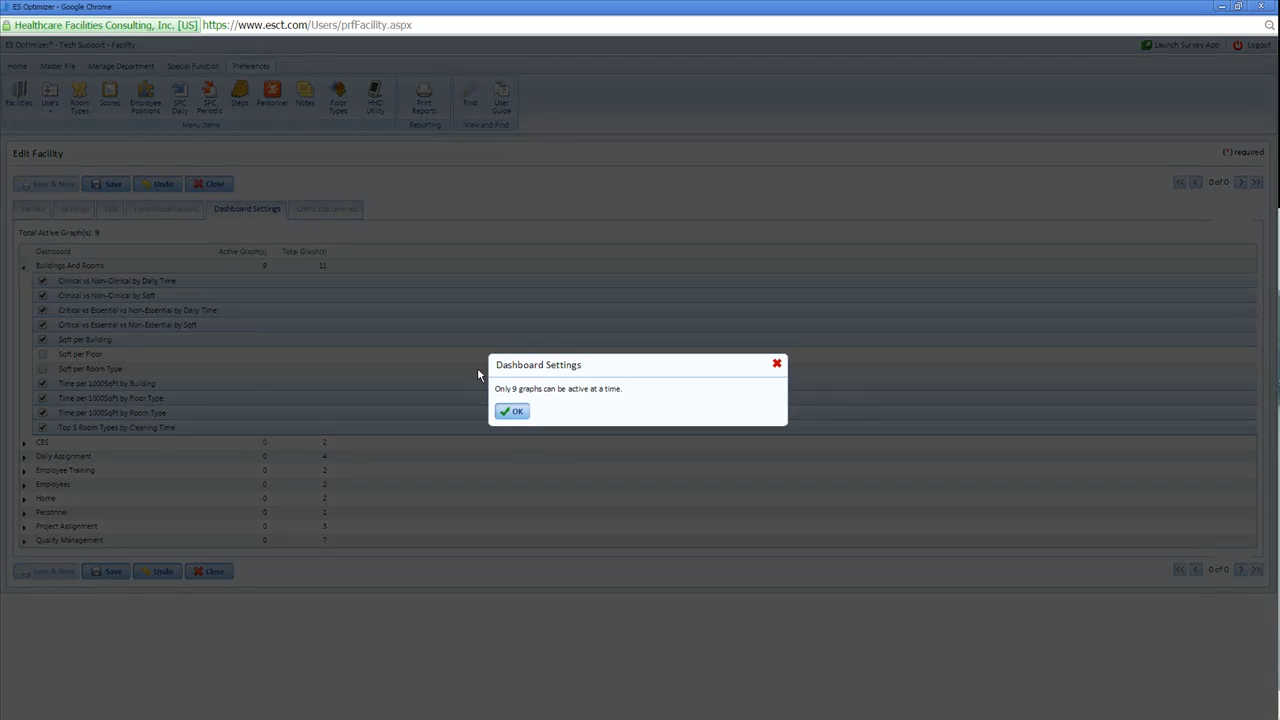 ES Optimizer - Google Chrome
Healthcare Facilities Consulting, Inc. [US] https://www.esct.com/Users/prfFacility.aspx
ES Optimizer® - Tech Support - Facility Launch Survey App Logout
Home Master File Manage Department Special Function Preferences
Facilities Users Room Types Scores Employee Positions SPC Daily SPC Periodic Steps Personnel Notes Floor Types HHD Utility Print Reports Find User Guide
Menu Items Reporting View and Find
Edit Facility (*) required
Save & New Save Undo Close 0 of 0
Facility Settings CBS Email Notifications Dashboard Settings Client Documents
Total Active Graph(s): 9
Dashboard Active Graph(s) Total Graph(s)
Buildings And Rooms 9 11
Clinical vs Non-Clinical by Daily Time
Clinical vs Non-Clinical by Sqft
Critical vs Essential vs Non-Essential by Daily Time
Critical vs Essential vs Non-Essential by Sqft
Sqft per Building
Sqft per Floor
Sqft per Room Type
Time per 1000SqFt by Building
Time per 1000SqFt by Floor Type
Time per 1000SqFt by Room Type
Top 5 Room Types by Cleaning Time
CBS 0 2
Daily Assignment 0 4
Employee Training 0 2
Employees 0 2
Home 0 2
Personnel 0 1
Project Assignment 0 3
Quality Management 0 7
Save & New Save Undo Close 0 of 0
Dashboard Settings
Only 9 graphs can be active at a time.
OK